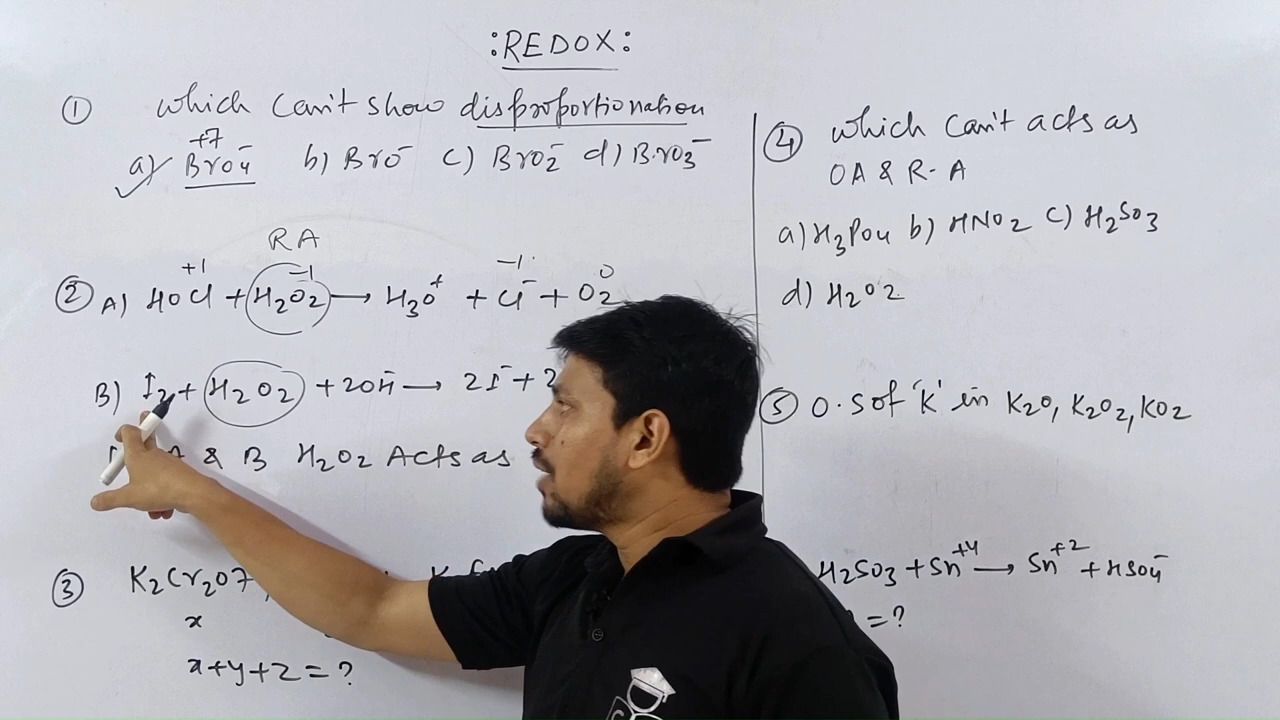 :REDOX:
① which can't show disproportionation
+7
a) BrO4⁻ b) BrO⁻ c) BrO2⁻ d) BrO3⁻
RA
+1 -1 -1 0
② A) HOCl + H2O2 → H3O⁺ + Cl⁻ + O2
B) I2 + H2O2 + 2OH⁻ → 2I⁻ + 2
A & B H2O2 Acts as
③ K2Cr2O7,
x
x+y+z=?
④ which can't acts as
OA & R-A
a) H3PO4 b) HNO2 c) H2SO3
d) H2O2
⑤ O.S of 'K' in K2O, K2O2, KO2
H2SO3 + Sn⁺⁴ → Sn⁺² + HSO4⁻
=?